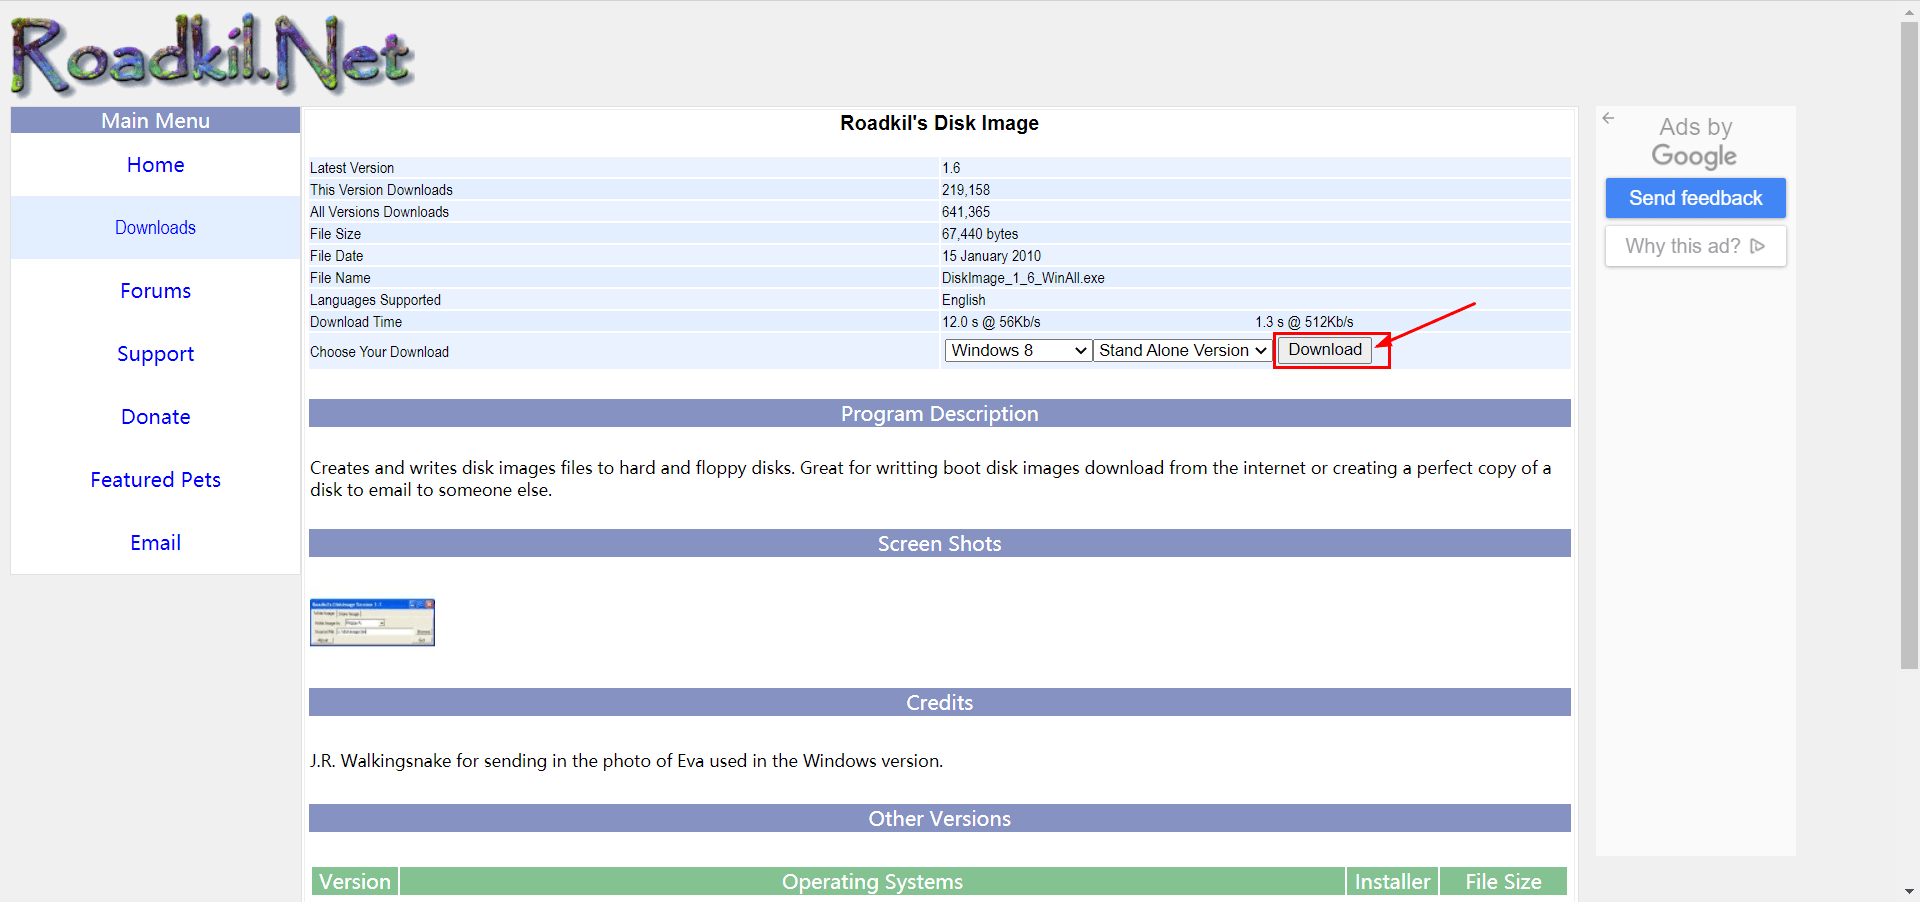 Roadkil.Net
Main Menu
Home
Downloads
Forums
Support
Donate
Featured Pets
Email
Roadkil's Disk Image
Latest Version 1.6
This Version Downloads 219,158
All Versions Downloads 641,365
File Size 67,440 bytes
File Date 15 January 2010
File Name DiskImage_1_6_WinAll.exe
Languages Supported English
Download Time 12.0 s @ 56Kb/s 1.3 s @ 512Kb/s
Choose Your Download Windows 8 Stand Alone Version Download
Program Description
Creates and writes disk images files to hard and floppy disks. Great for writting boot disk images download from the internet or creating a perfect copy of a
disk to email to someone else.
Screen Shots
Credits
J.R. Walkingsnake for sending in the photo of Eva used in the Windows version.
Other Versions
Version Operating Systems Installer File Size
Ads by
Google
Send feedback
Why this ad?